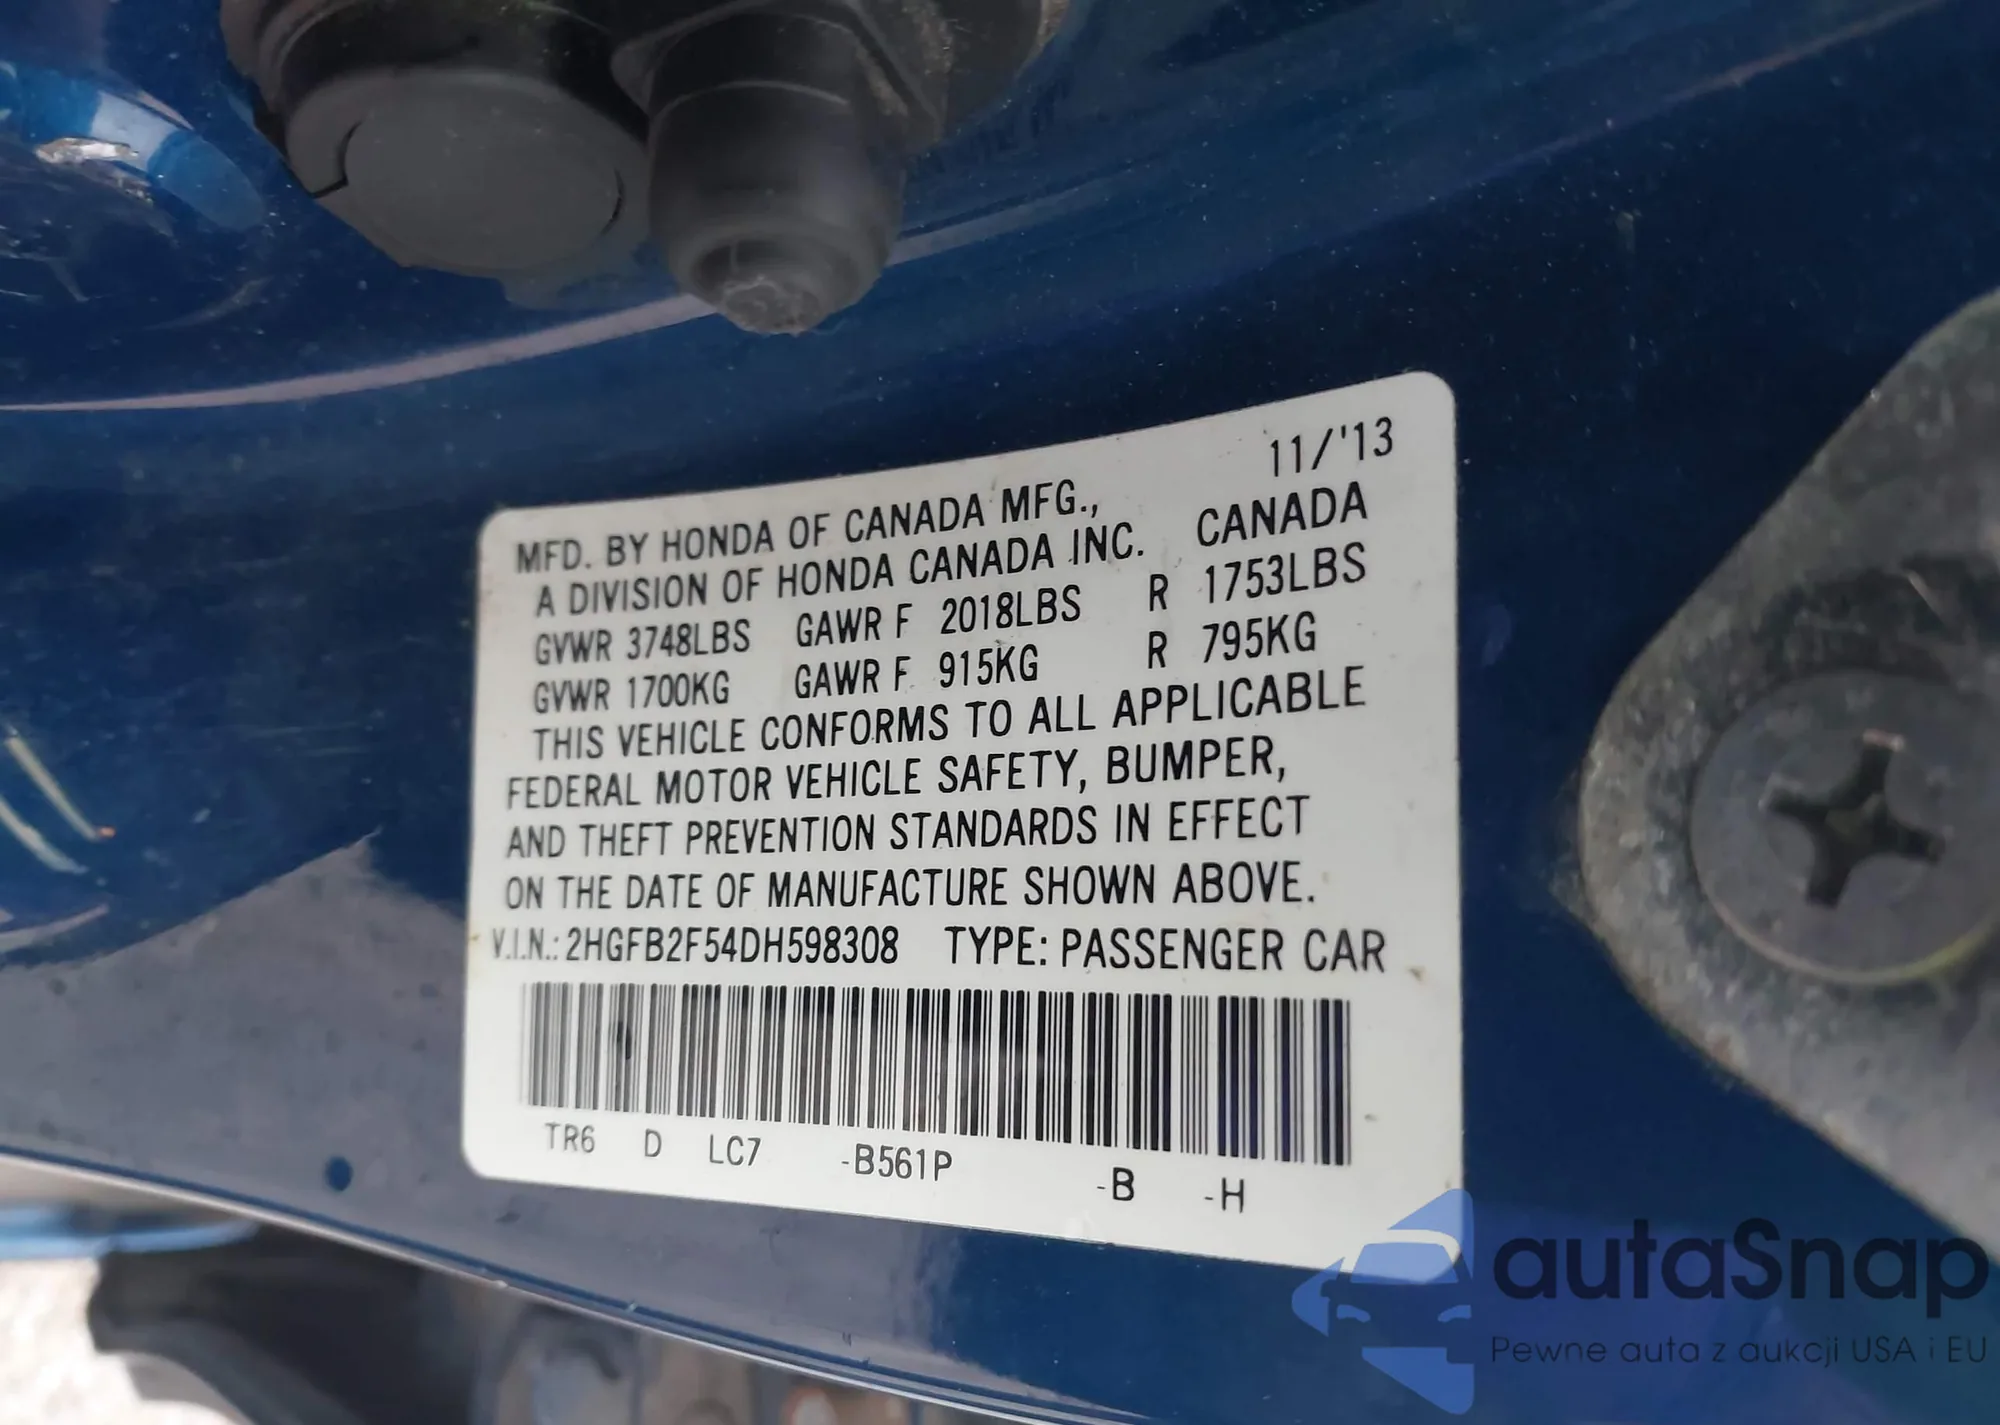 11/'13
MFD. BY HONDA OF CANADA MFG.,
A DIVISION OF HONDA CANADA INC. CANADA
GVWR 3748LBS GAWR F 2018LBS R 1753LBS
GVWR 1700KG GAWR F 915KG R 795KG
THIS VEHICLE CONFORMS TO ALL APPLICABLE
FEDERAL MOTOR VEHICLE SAFETY, BUMPER,
AND THEFT PREVENTION STANDARDS IN EFFECT
ON THE DATE OF MANUFACTURE SHOWN ABOVE.
V.I.N.: 2HGFB2F54DH598308 TYPE: PASSENGER CAR
TR6 D LC7 -B561P -B -H
autaSnap
Pewne auta z aukcji USA i EU